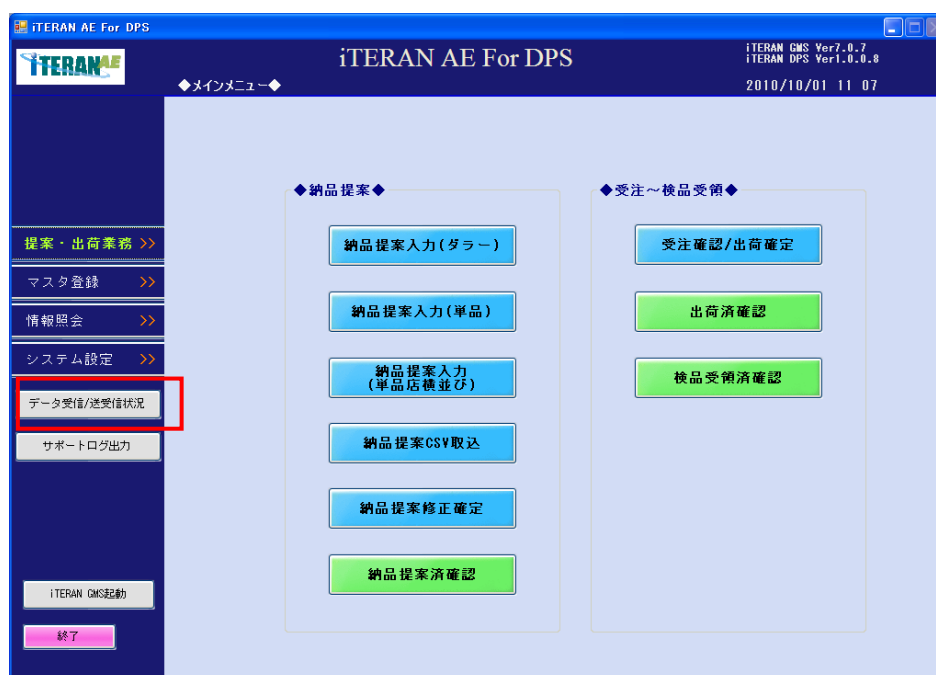 iTERAN AE For DPS
iTERAN AE
iTERAN AE For DPS
iTERAN GMS Ver7.0.7
iTERAN DPS Ver1.0.0.8
◆メインメニュー◆
2010/10/01 11 07
◆納品提案◆
◆受注～検品受領◆
提案・出荷業務 >>
マスタ登録 >>
情報照会 >>
システム設定 >>
データ受信/送受信状況
サポートログ出力
iTERAN GMS起動
終了
納品提案入力(ダラー)
納品提案入力(単品)
納品提案入力
(単品店横並び)
納品提案CSV取込
納品提案修正確定
納品提案済確認
受注確認/出荷確定
出荷済確認
検品受領済確認